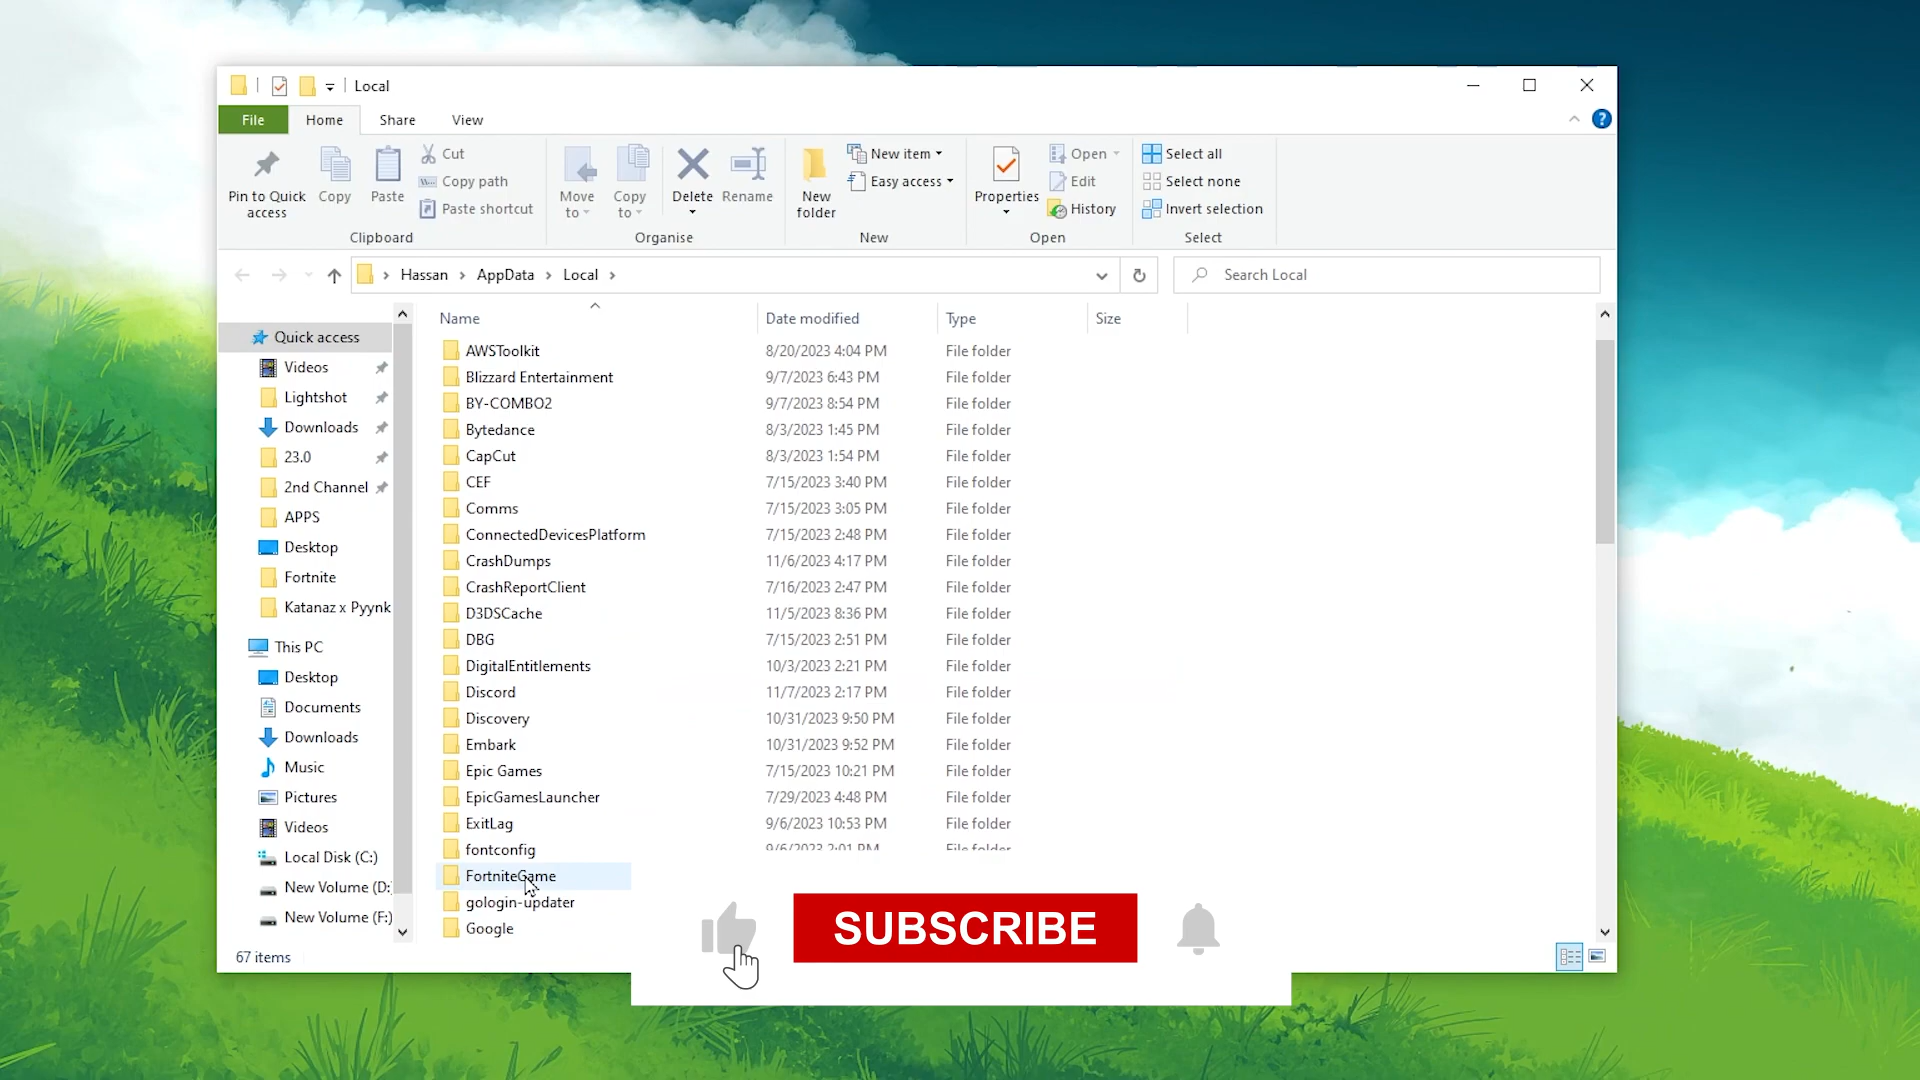 Local
File Home Share View
Pin to Quick access
Copy
Paste
Cut
Copy path
Paste shortcut
Clipboard
Move to
Copy to
Delete
Rename
Organise
New folder
New item
Easy access
New
Properties
Open
Edit
History
Open
Select all
Select none
Invert selection
Select
Hassan AppData Local
Search Local
Quick access
Videos
Lightshot
Downloads
23.0
2nd Channel
APPS
Desktop
Fortnite
Katanaz x Pyynk
This PC
Desktop
Documents
Downloads
Music
Pictures
Videos
Local Disk (C:)
New Volume (D:
New Volume (F:)
Name Date modified Type Size
AWSToolkit 8/20/2023 4:04 PM File folder
Blizzard Entertainment 9/7/2023 6:43 PM File folder
BY-COMBO2 9/7/2023 8:54 PM File folder
Bytedance 8/3/2023 1:45 PM File folder
CapCut 8/3/2023 1:54 PM File folder
CEF 7/15/2023 3:40 PM File folder
Comms 7/15/2023 3:05 PM File folder
ConnectedDevicesPlatform 7/15/2023 2:48 PM File folder
CrashDumps 11/6/2023 4:17 PM File folder
CrashReportClient 7/16/2023 2:47 PM File folder
D3DSCache 11/5/2023 8:36 PM File folder
DBG 7/15/2023 2:51 PM File folder
DigitalEntitlements 10/3/2023 2:21 PM File folder
Discord 11/7/2023 2:17 PM File folder
Discovery 10/31/2023 9:50 PM File folder
Embark 10/31/2023 9:52 PM File folder
Epic Games 7/15/2023 10:21 PM File folder
EpicGamesLauncher 7/29/2023 4:48 PM File folder
ExitLag 9/6/2023 10:53 PM File folder
fontconfig 9/6/2023 2:01 PM File folder
FortniteGame
gologin-updater
Google
67 items
SUBSCRIBE